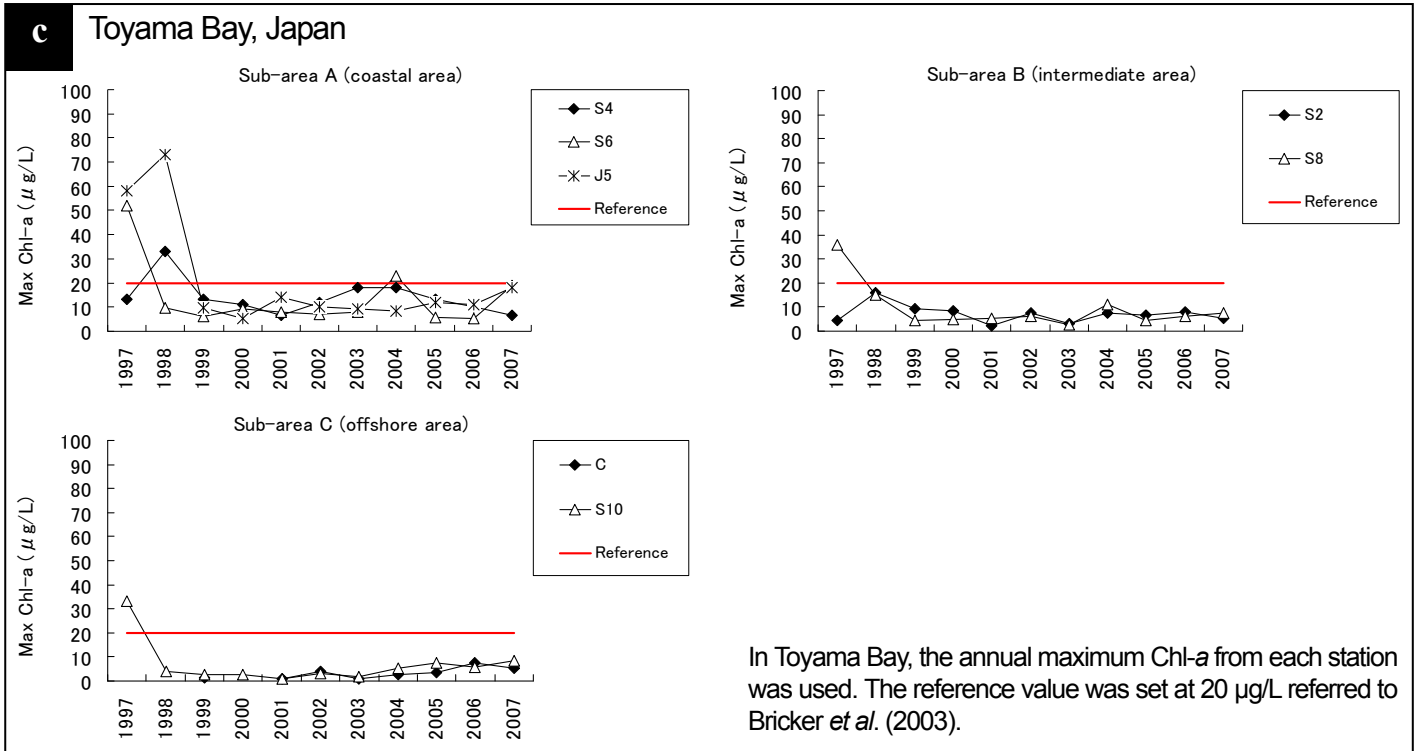 c Toyama Bay, Japan
Sub-area A (coastal area)
Max Chl-a (μg/L)
100
90
80
70
60
50
40
30
20
10
0
1997 1998 1999 2000 2001 2002 2003 2004 2005 2006 2007
S4
S6
J5
Reference
Sub-area B (intermediate area)
Max Chl-a (μg/L)
100
90
80
70
60
50
40
30
20
10
0
1997 1998 1999 2000 2001 2002 2003 2004 2005 2006 2007
S2
S8
Reference
Sub-area C (offshore area)
Max Chl-a (μg/L)
100
90
80
70
60
50
40
30
20
10
0
1997 1998 1999 2000 2001 2002 2003 2004 2005 2006 2007
C
S10
Reference
In Toyama Bay, the annual maximum Chl-a from each station
was used. The reference value was set at 20 µg/L referred to
Bricker et al. (2003).